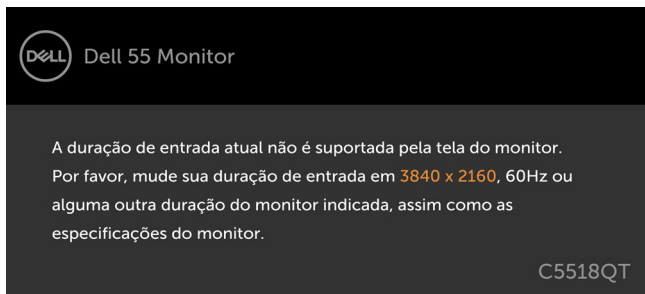 DELL
Dell 55 Monitor
A duração de entrada atual não é suportada pela tela do monitor.
Por favor, mude sua duração de entrada em 3840 x 2160, 60Hz ou
alguma outra duração do monitor indicada, assim como as
especificações do monitor.
C5518QT